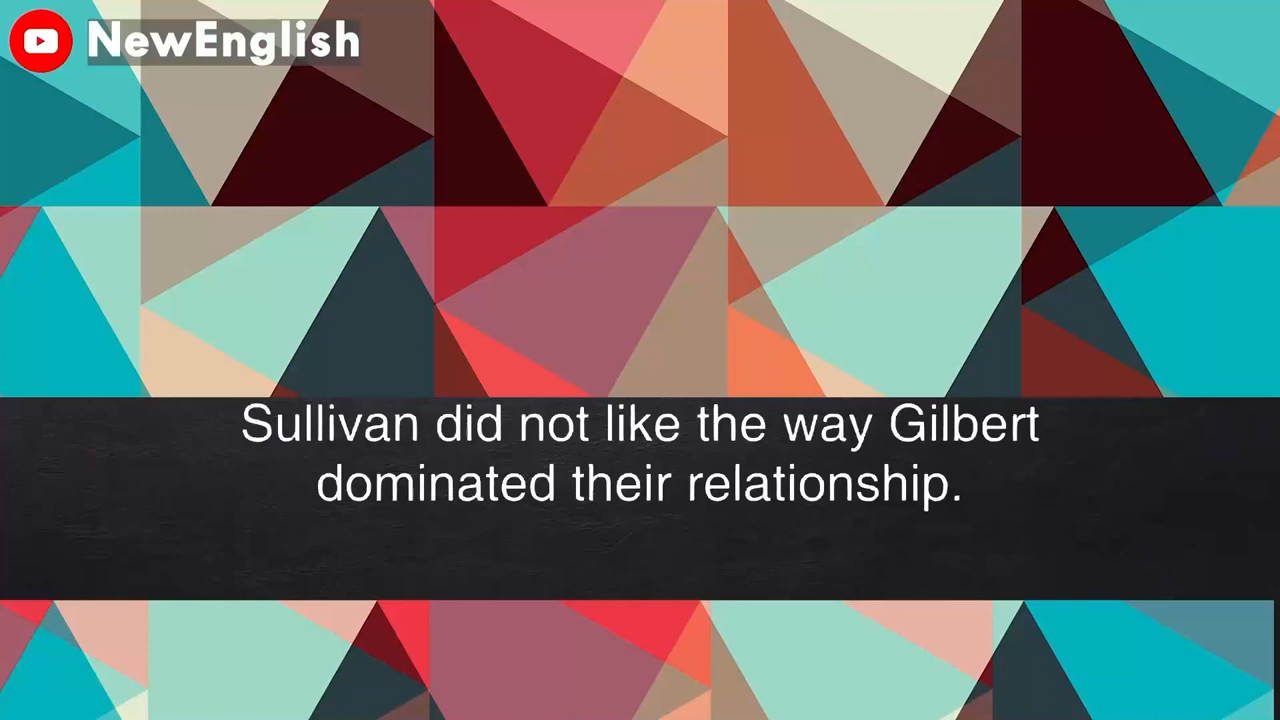 NewEnglish
Sullivan did not like the way Gilbert
dominated their relationship.